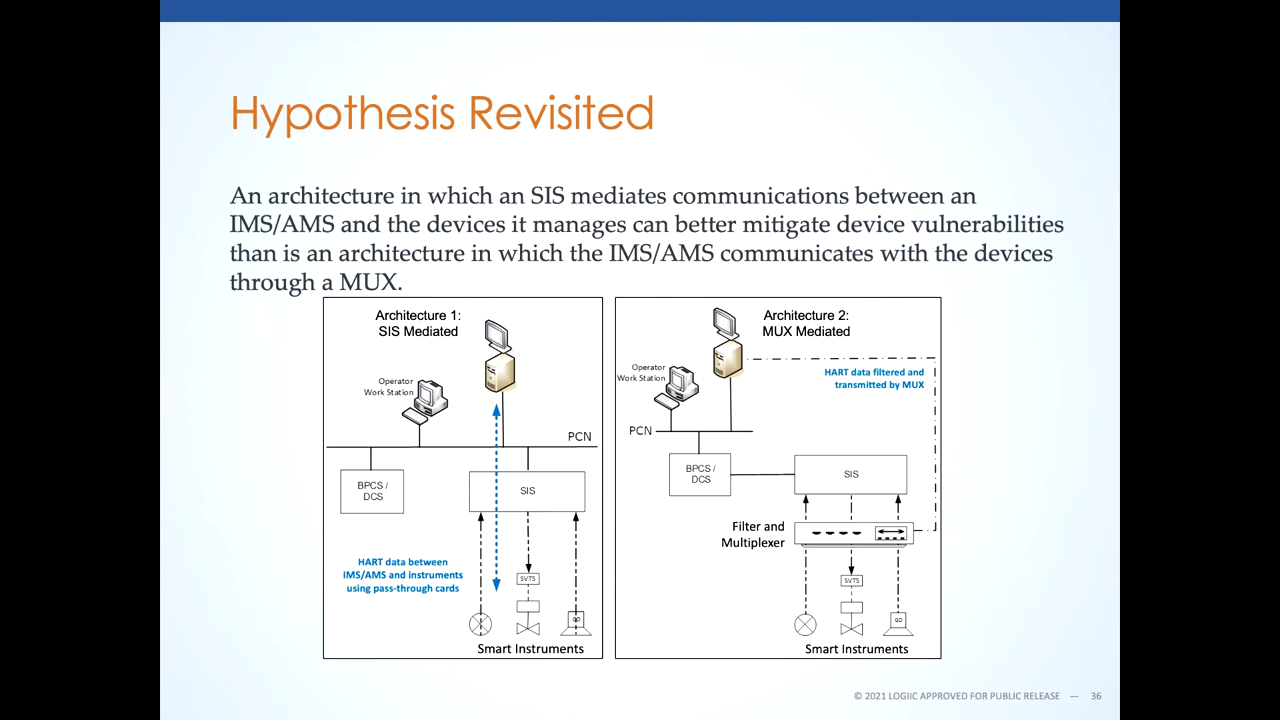 Hypothesis Revisited
An architecture in which an SIS mediates communications between an
IMS/AMS and the devices it manages can better mitigate device vulnerabilities
than is an architecture in which the IMS/AMS communicates with the devices
through a MUX.
Architecture 1:
SIS Mediated
Operator
Work Station
PCN
BPCS /
DCS
SIS
HART data between
IMS/AMS and instruments
using pass-through cards
SVTS
GD
Smart Instruments
Architecture 2:
MUX Mediated
Operator
Work Station
HART data filtered and
transmitted by MUX
PCN
BPCS /
DCS
SIS
Filter and
Multiplexer
SVTS
GD
Smart Instruments
© 2021 LOGIIC APPROVED FOR PUBLIC RELEASE — 36